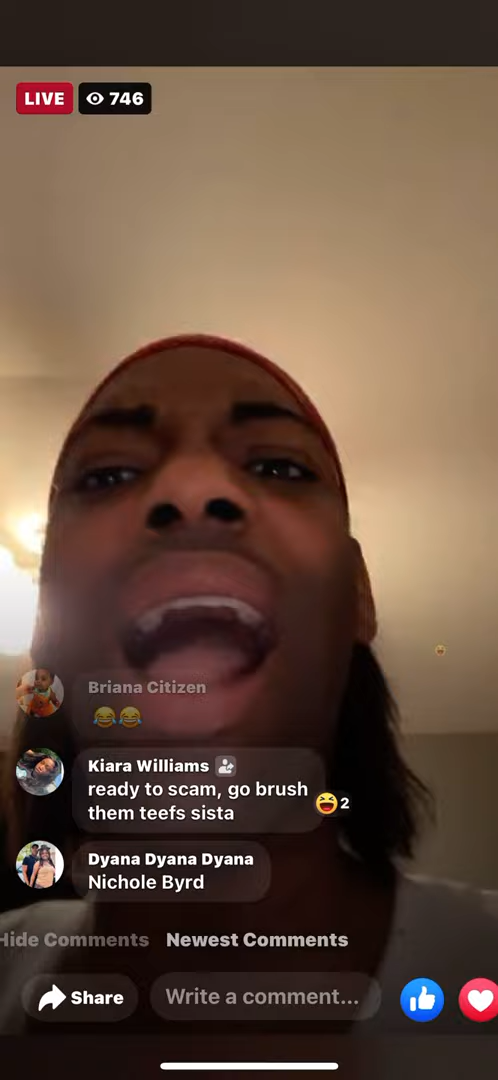 LIVE 746
Briana Citizen
😂😂
Kiara Williams
ready to scam, go brush
them teefs sista
😆2
Dyana Dyana Dyana
Nichole Byrd
Hide Comments Newest Comments
Share Write a comment...